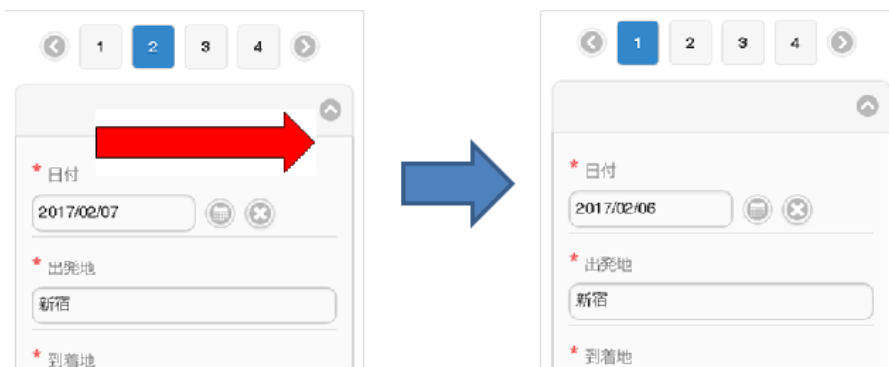 1 2 3 4
* 日付
2017/02/07
* 出発地
新宿
* 到着地
1 2 3 4
* 日付
2017/02/06
* 出発地
新宿
* 到着地